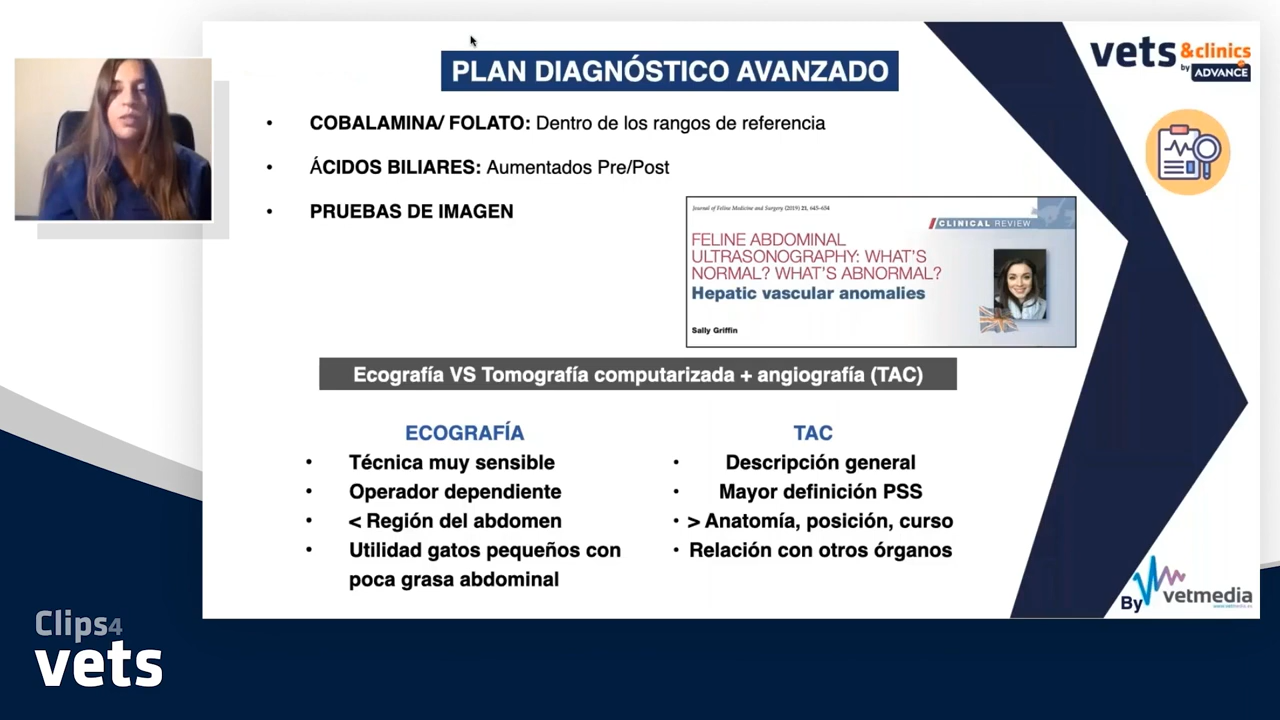 PLAN DIAGNÓSTICO AVANZADO
vets &clinics
by ADVANCE
• COBALAMINA/ FOLATO: Dentro de los rangos de referencia
• ÁCIDOS BILIARES: Aumentados Pre/Post
• PRUEBAS DE IMAGEN
Journal of Feline Medicine and Surgery (2019) 21, 645–654
CLINICAL REVIEW
FELINE ABDOMINAL
ULTRASONOGRAPHY: WHAT'S
NORMAL? WHAT'S ABNORMAL?
Hepatic vascular anomalies
Sally Griffin
Ecografía VS Tomografía computarizada + angiografía (TAC)
ECOGRAFÍA
• Técnica muy sensible
• Operador dependiente
• < Región del abdomen
• Utilidad gatos pequeños con
poca grasa abdominal
TAC
• Descripción general
• Mayor definición PSS
• > Anatomía, posición, curso
• Relación con otros órganos
By vetmedia
Clips4
vets